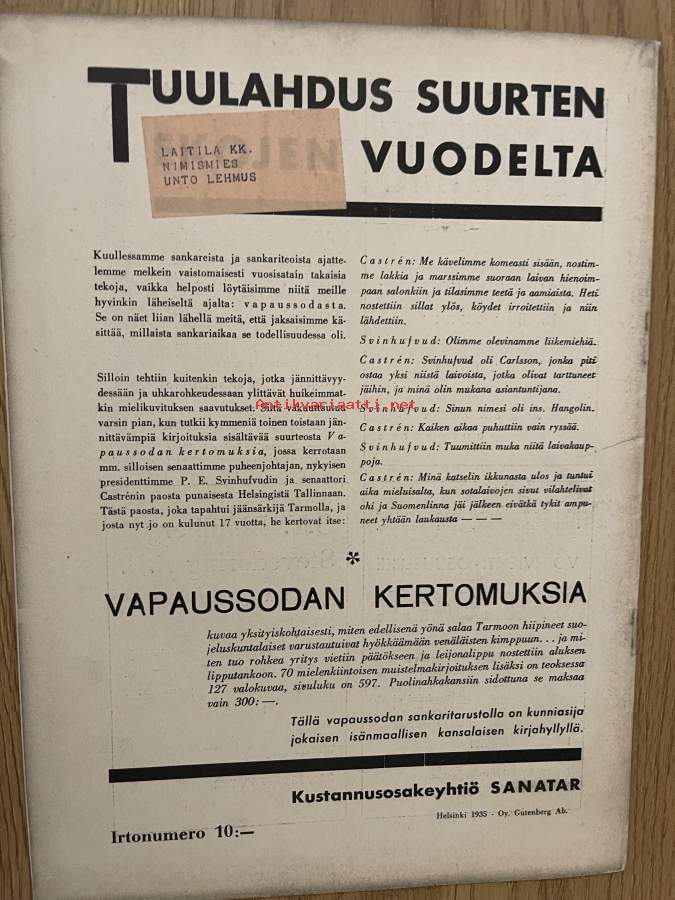 TUULAHDUS SUURTEN
VUODELTA
LAITILA KK.
NIMISMIES
UNTO LEHMUS
Kuullessamme sankareista ja sankariteoista ajatte-
lemme melkein vaistomaisesti vuosisatain takaisia
tekoja, vaikka helposti löytäisimme niitä meille
hyvinkin läheiseltä ajalta: vapaussodasta.
Se on näet liian lähellä meitä, että jaksaisimme kä-
sittää, millaista sankariaikaa se todellisuudessa oli.
Silloin tehtiin kuitenkin tekoja, jotka jännittävyy-
dessään ja uhkarohkeudessaan ylittävät huikeimmat-
kin mielikuvituksen saavutukset. Siitä vakuuttautuu
varsin pian, kun tutkii kymmeniä toinen toistaan jän-
nittävämpiä kirjoituksia sisältävää suurteosta Va-
paussodan kertomuksia, jossa kerrotaan
mm. silloisen senaattimme puheenjohtajan, nykyisen
presidenttimme P. E. Svinhufvudin ja senaattori
Castrénin paosta punaisesta Helsingistä Tallinnaan.
Tästä paosta, joka tapahtui jäänsärkijä Tarmolla, ja
josta nyt jo on kulunut 17 vuotta, he kertovat itse:
Castrén: Me kävelimme komeasti sisään, nostim-
me lakkia ja marssimme suoraan laivan hienoim-
paan salonkiin ja tilasimme teetä ja aamiaista. Heti
nostettiin sillat ylös, köydet irroitettiin ja niin
lähdettiin.
Svinhufvud: Olimme olevinamme liikemiehiä.
Castrén: Svinhufvud oli Carlsson, jonka piti
ostaa yksi niistä laivoista, jotka olivat tarttuneet
jäihin, ja minä olin mukana asiantuntijana.
Svinhufvud: Sinun nimesi oli ins. Hangolin.
Castrén: Kaiken aikaa puhuttiin vain ryssää.
Svinhufvud: Tuumittiin muka niitä laivakaup-
poja.
Castrén: Minä katselin ikkunasta ulos ja tuntui
aika mieluisalta, kun sotalaivojen sivut vilahtelivat
ohi ja Suomenlinna jäi jälkeen eivätkä tykit ampu-
neet yhtään laukausta — — —
Antikvariaatti.net
*
VAPAUSSODAN KERTOMUKSIA
kuvaa yksityiskohtaisesti, miten edellisenä yönä salaa Tarmoon hiipineet suo-
jeluskuntalaiset varustautuivat hyökkäämään venäläisten kimppuun... ja mi-
ten tuo rohkea yritys vietiin päätökseen ja leijonalippu nostettiin aluksen
lipputankoon. 70 mielenkiintoisen muistelmakirjoituksen lisäksi on teoksessa
127 valokuvaa, sivuluku on 597. Puolinahkakansiin sidottuna se maksaa
vain 300:—.
Tällä vapaussodan sankaritarustolla on kunniasija
jokaisen isänmaallisen kansalaisen kirjahyllyllä.
Kustannusosakeyhtiö SANATAR
Helsinki 1935 - Oy. Gutenberg Ab.
Irtonumero 10:—